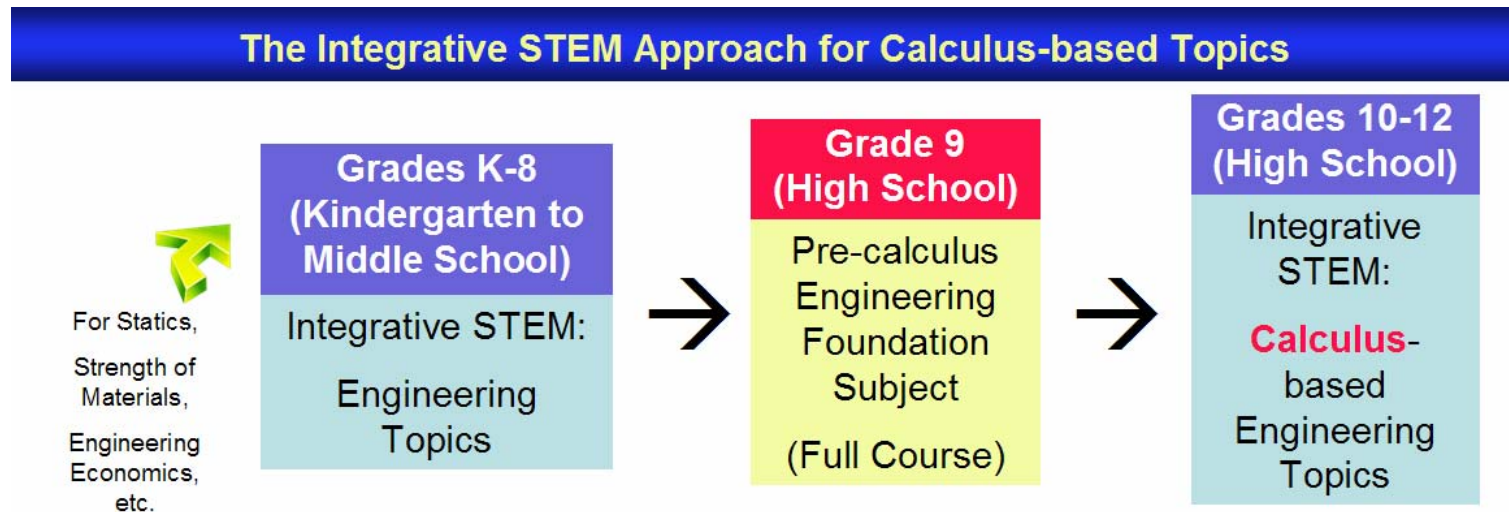 The Integrative STEM Approach for Calculus-based Topics
For Statics,
Strength of
Materials,
Engineering
Economics,
etc.
Grades K-8
(Kindergarten to
Middle School)
Integrative STEM:
Engineering
Topics
Grade 9
(High School)
Pre-calculus
Engineering
Foundation
Subject
(Full Course)
Grades 10-12
(High School)
Integrative
STEM:
Calculus-
based
Engineering
Topics